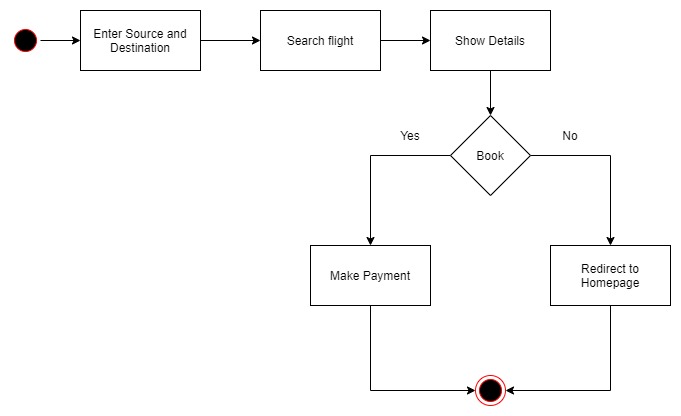 Enter Source and
Destination
Search flight
Show Details
Yes
Book
No
Make Payment
Redirect to
Homepage